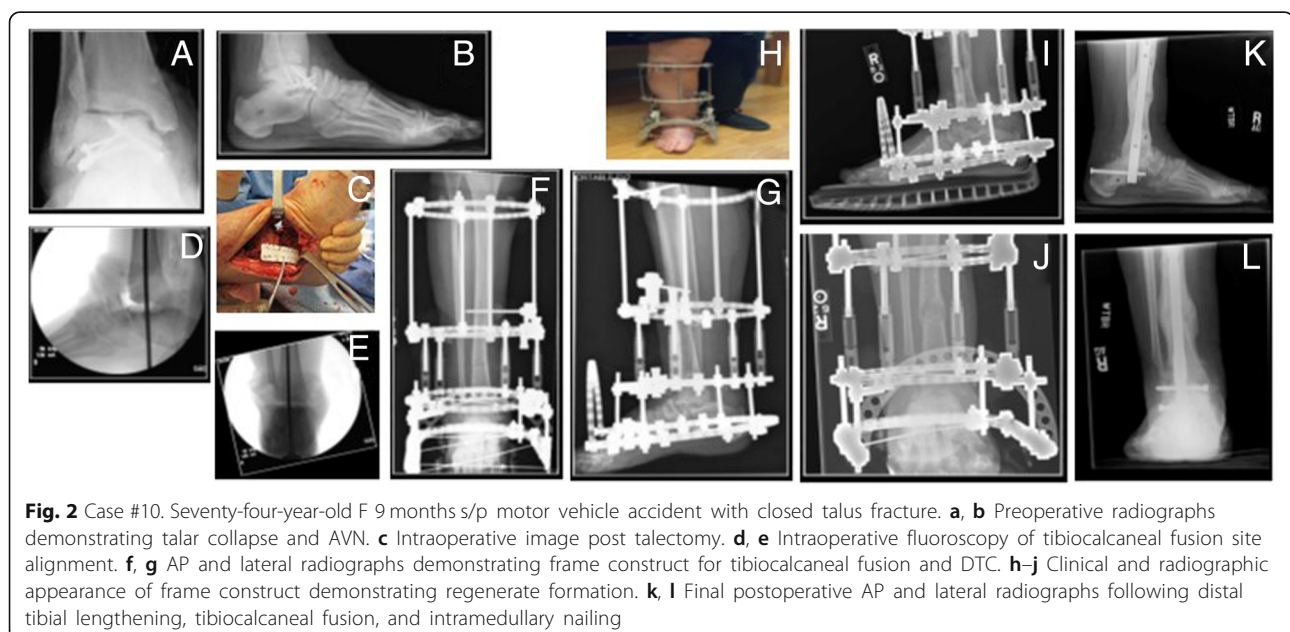 A
B
C
D
E
F
G
H
I
J
K
L
R
R
Fig. 2 Case #10. Seventy-four-year-old F 9 months s/p motor vehicle accident with closed talus fracture. a, b Preoperative radiographs
demonstrating talar collapse and AVN. c Intraoperative image post talectomy. d, e Intraoperative fluoroscopy of tibiocalcaneal fusion site
alignment. f, g AP and lateral radiographs demonstrating frame construct for tibiocalcaneal fusion and DTC. h–j Clinical and radiographic
appearance of frame construct demonstrating regenerate formation. k, l Final postoperative AP and lateral radiographs following distal
tibial lengthening, tibiocalcaneal fusion, and intramedullary nailing